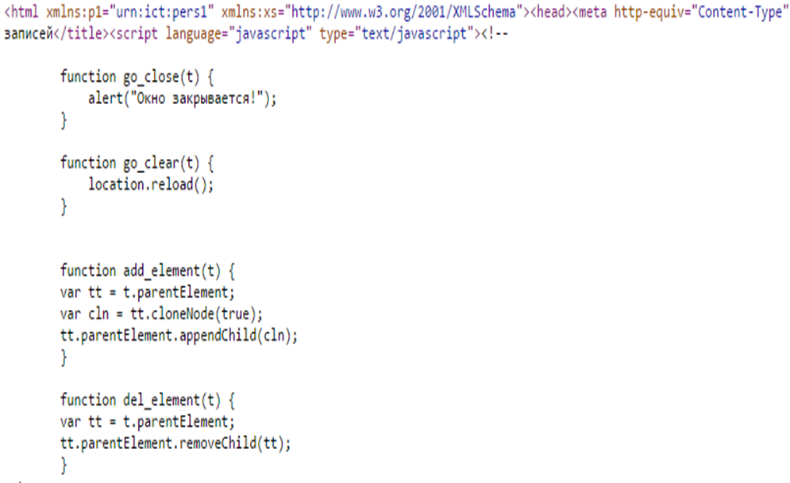 <html xmlns:p1="urn:ict:pers1" xmlns:xs="http://www.w3.org/2001/XMLSchema"><head><meta http-equiv="Content-Type"
записей</title><script language="javascript" type="text/javascript"><!--
function go_close(t) {
alert("Окно закрывается!");
}
function go_clear(t) {
location.reload();
}
function add_element(t) {
var tt = t.parentElement;
var cln = tt.cloneNode(true);
tt.parentElement.appendChild(cln);
}
function del_element(t) {
var tt = t.parentElement;
tt.parentElement.removeChild(tt);
}